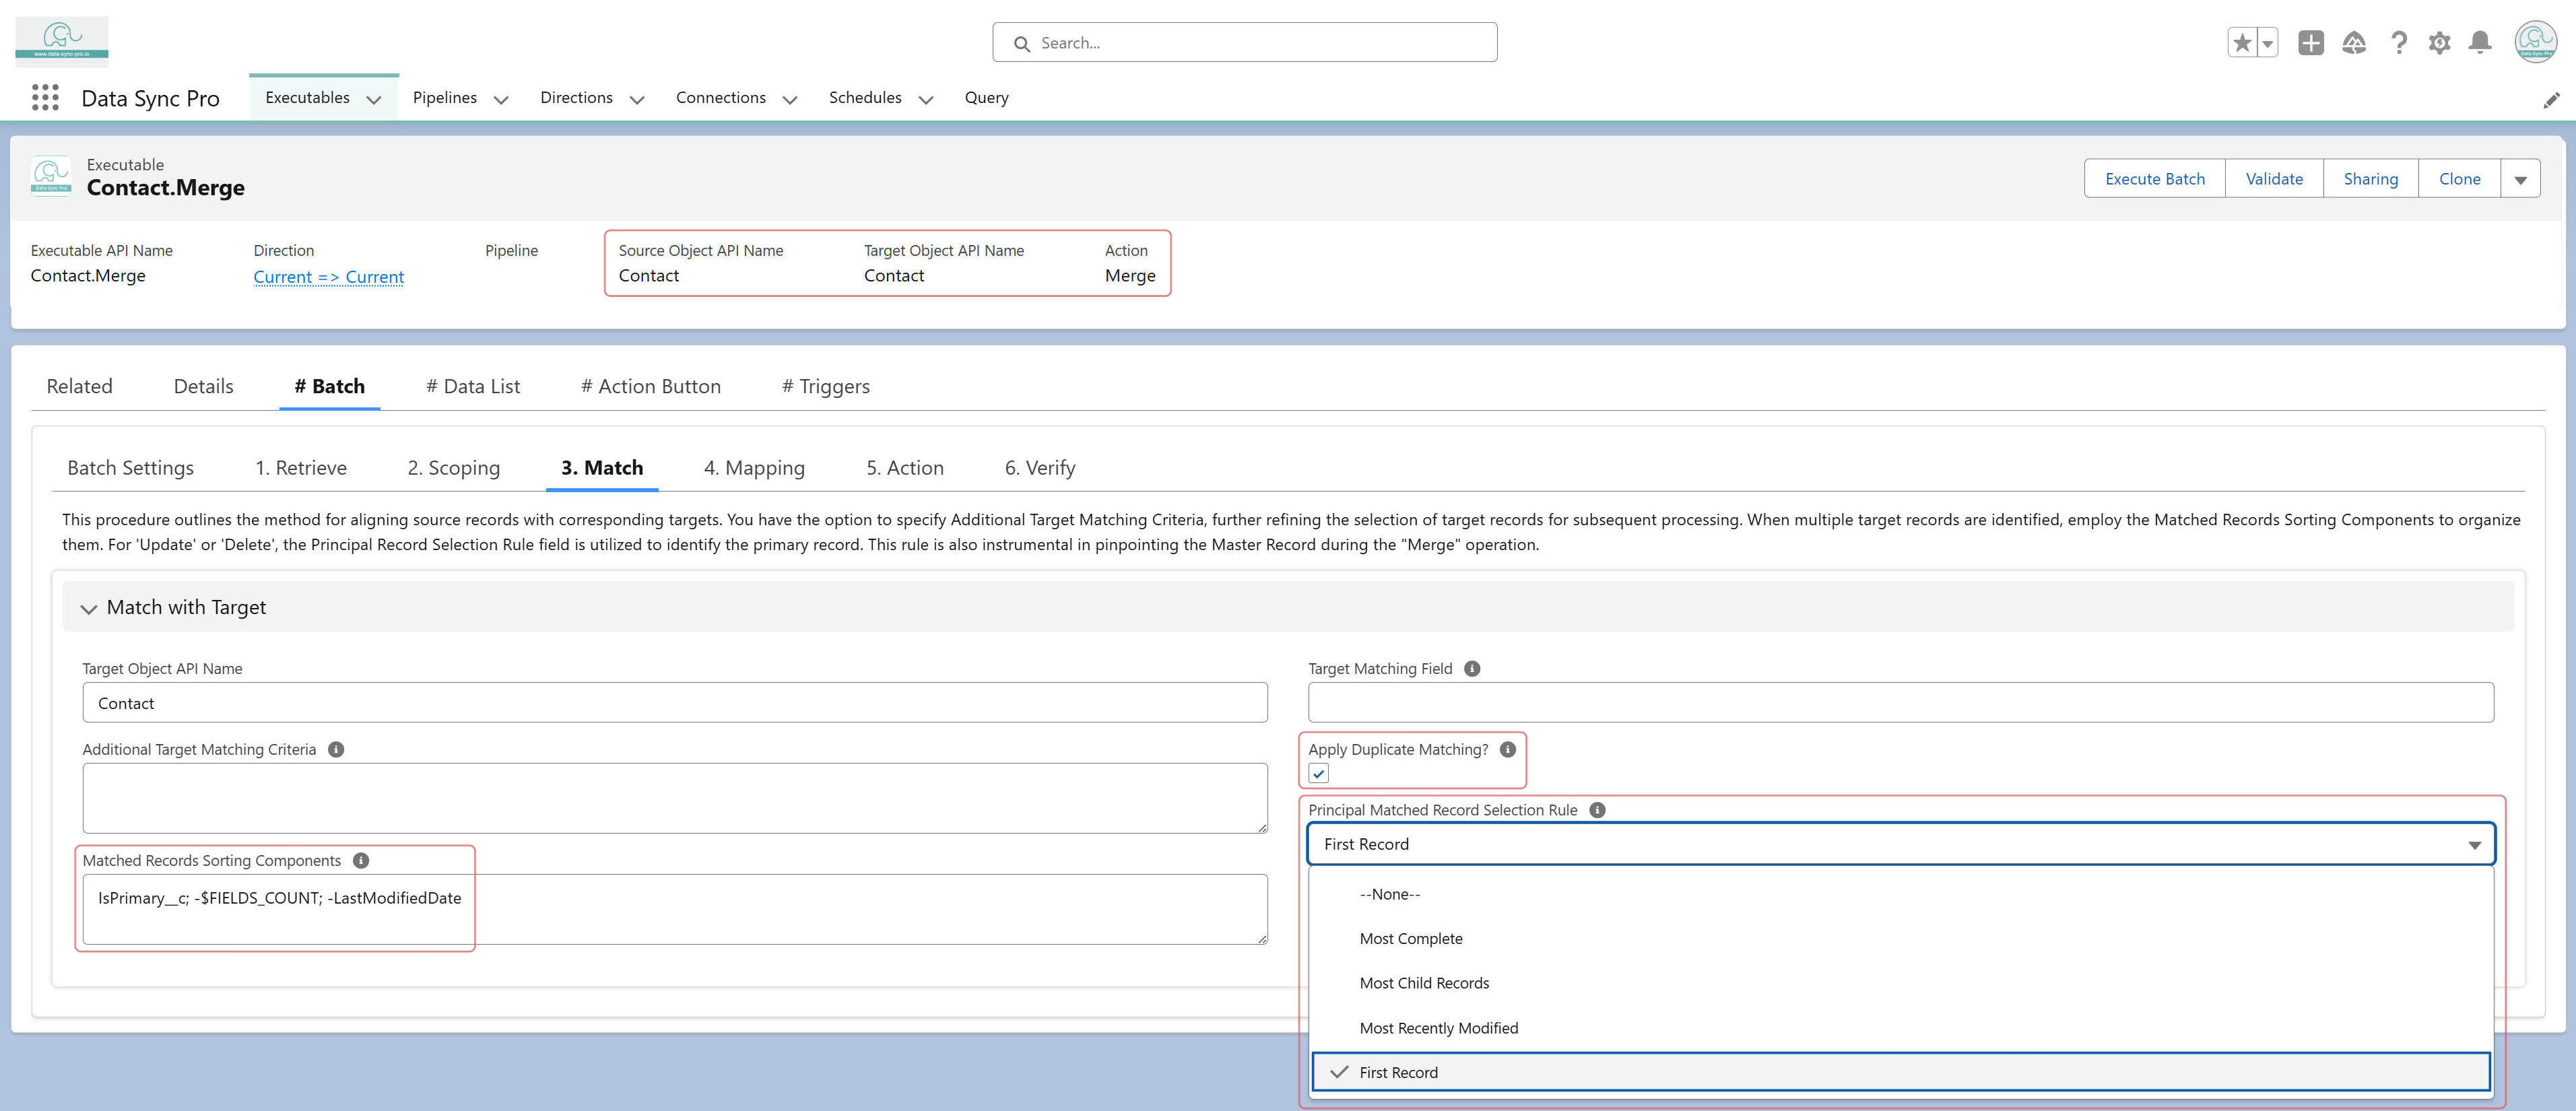 www.data-sync-pro.io
Search...
Data Sync Pro
Executables
Pipelines
Directions
Connections
Schedules
Query
Executable
Contact.Merge
Execute Batch
Validate
Sharing
Clone
Executable API Name
Direction
Pipeline
Source Object API Name
Target Object API Name
Action
Contact.Merge
Current => Current
Contact
Contact
Merge
Related
Details
# Batch
# Data List
# Action Button
# Triggers
Batch Settings
1. Retrieve
2. Scoping
3. Match
4. Mapping
5. Action
6. Verify
This procedure outlines the method for aligning source records with corresponding targets. You have the option to specify Additional Target Matching Criteria, further refining the selection of target records for subsequent processing. When multiple target records are identified, employ the Matched Records Sorting Components to organize
them. For 'Update' or 'Delete', the Principal Record Selection Rule field is utilized to identify the primary record. This rule is also instrumental in pinpointing the Master Record during the "Merge" operation.
Match with Target
Target Object API Name
Contact
Target Matching Field
Additional Target Matching Criteria
Apply Duplicate Matching?
Matched Records Sorting Components
IsPrimary__c; -$FIELDS_COUNT; -LastModifiedDate
Principal Matched Record Selection Rule
First Record
--None--
Most Complete
Most Child Records
Most Recently Modified
First Record